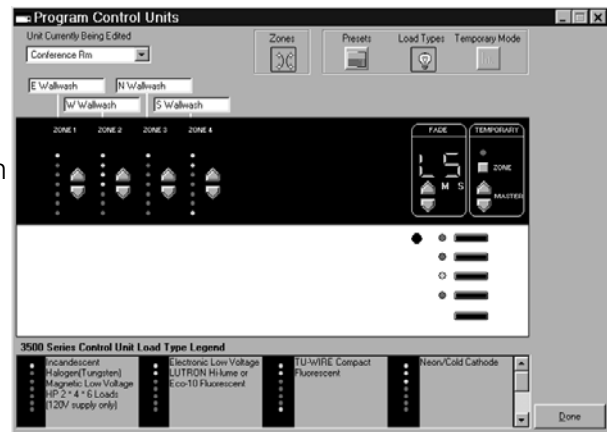 Program Control Units
Unit Currently Being Edited
Conference Rm
Zones
Presets
Load Types
Temporary Mode
E Wallwash
N Wallwash
W Wallwash
S Wallwash
ZONE 1
ZONE 2
ZONE 3
ZONE 4
FADE
TEMPORARY
LS
M S
ZONE
MASTER
n
3500 Series Control Unit Load Type Legend
Incandescent
Halogen(Tungsten)
Magnetic Low Voltage
HP 2 * 4 * 6 Loads
(120V supply only)
Electronic Low Voltage
LUTRON Hi-lume or
Eco-10 Fluorescent
TU-WIRE Compact
Fluorescent
Neon/Cold Cathode
Done